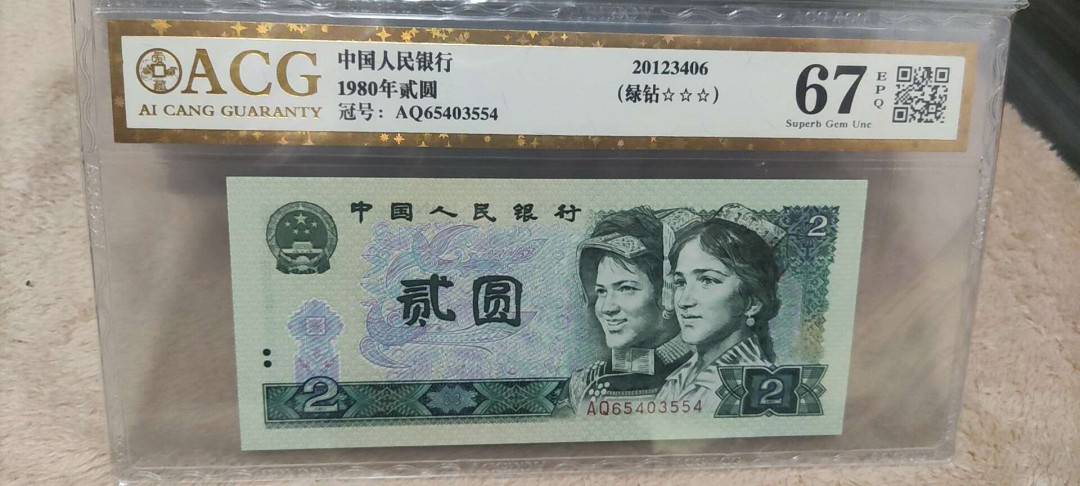 ACG
AI CANG GUARANTY
中国人民银行
1980年贰圆
冠号：AQ65403554
20123406
(绿钻☆☆☆)
67
EPQ
Superb Gem Unc
中国人民银行
2
贰圆
2
AQ65403554
2